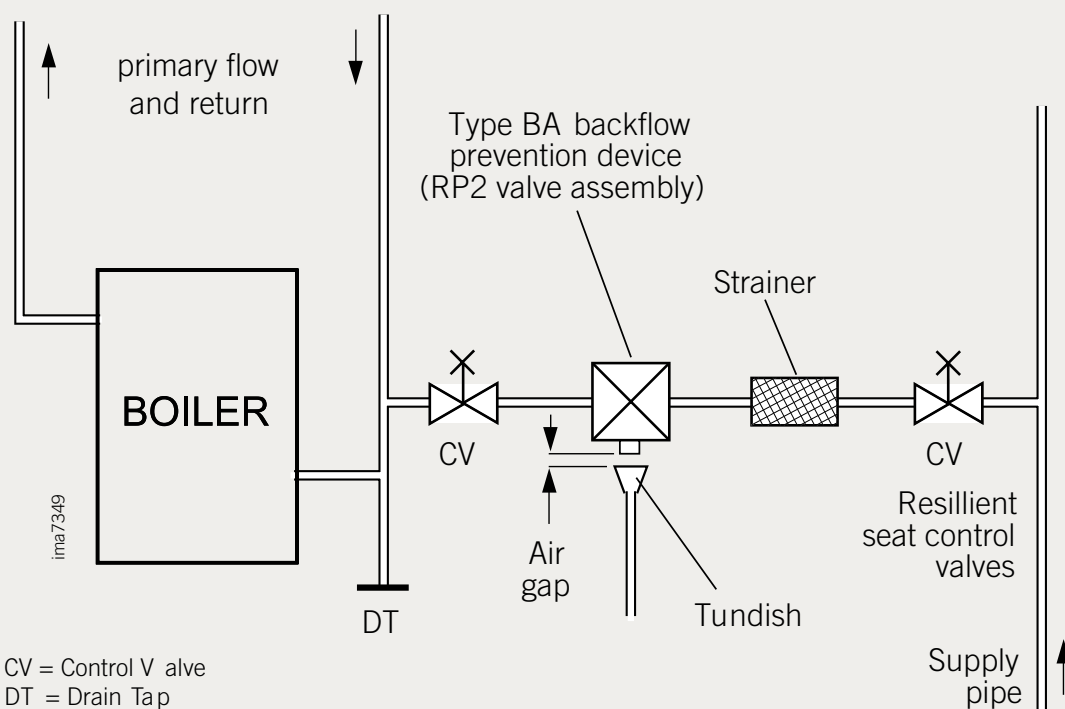 primary flow
and return
Type BA backflow
prevention device
(RP2 valve assembly)
Strainer
BOILER
CV
CV
Resillient
seat control
valves
Air
gap
ima7349
Tundish
DT
Supply
pipe
CV = Control V alve
DT = Drain Tap